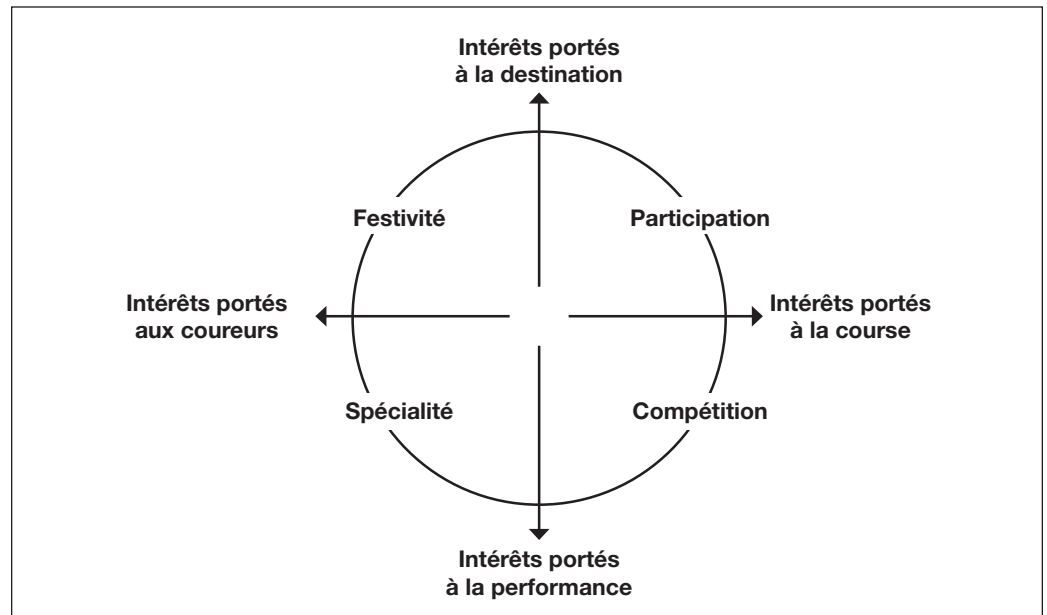 Intérêts portés
à la destination
Festivité
Participation
Intérêts portés
aux coureurs
Intérêts portés
à la course
Spécialité
Compétition
Intérêts portés
à la performance